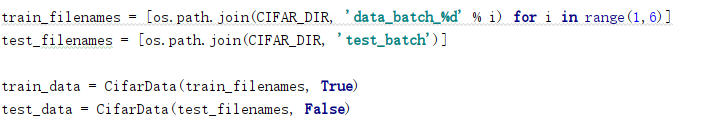 train_filenames = [os.path.join(CIFAR_DIR, 'data_batch_%d' % i) for i in range(1,6)]
test_filenames = [os.path.join(CIFAR_DIR, 'test_batch')]
train_data = CifarData(train_filenames, True)
test_data = CifarData(test_filenames, False)